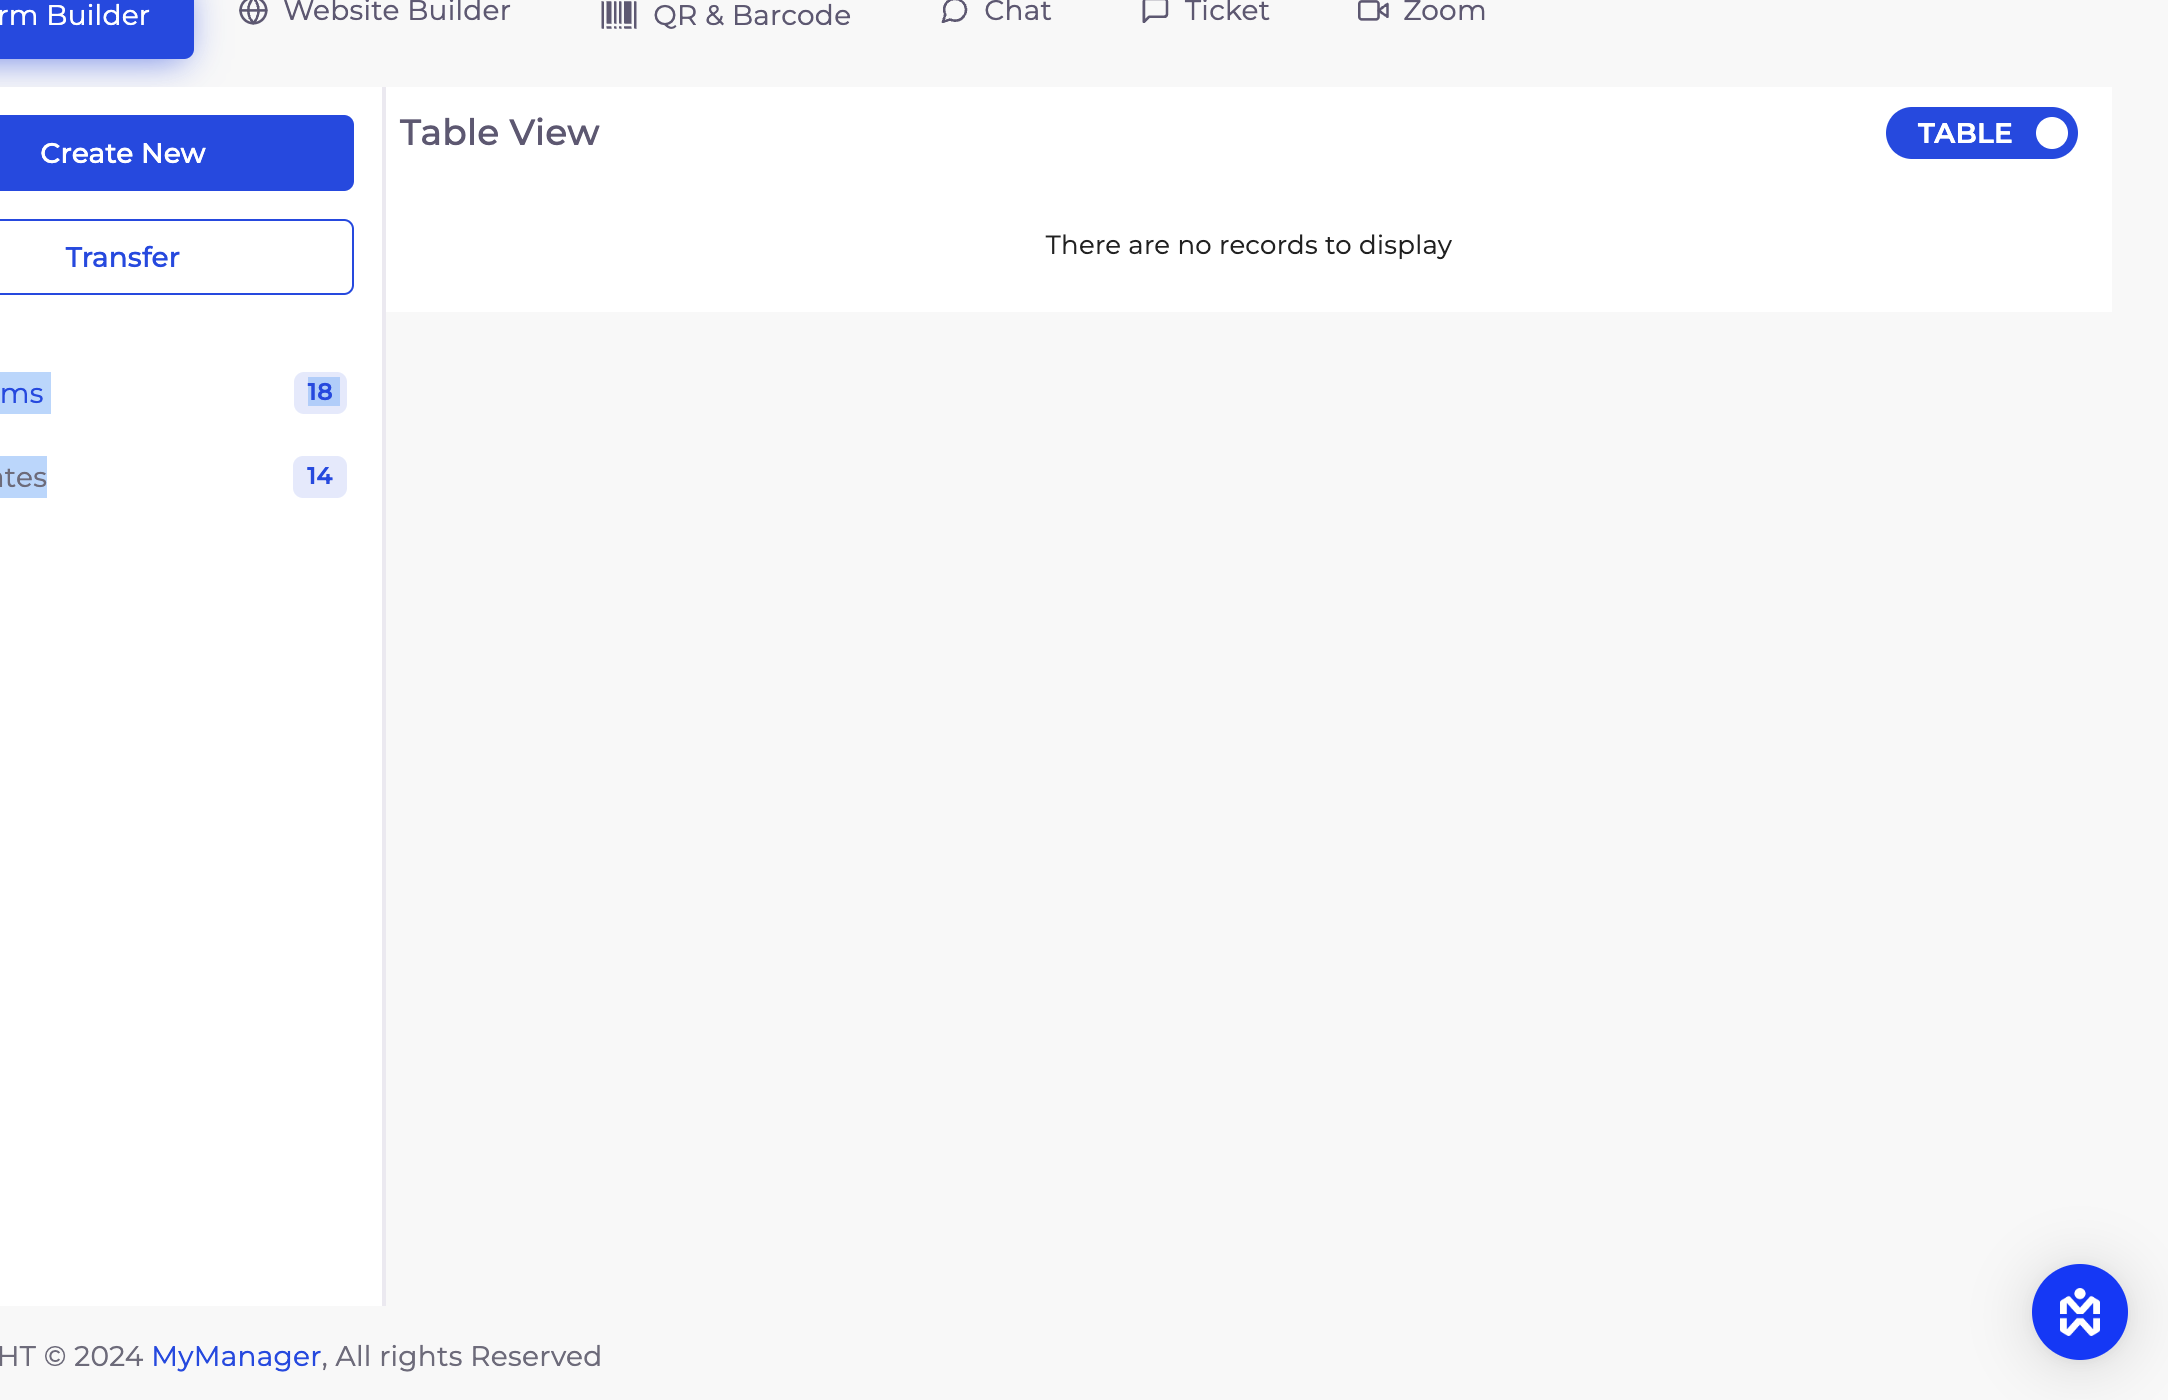 rm Builder
Website Builder
QR & Barcode
Chat
Ticket
Zoom
Create New
Transfer
ms 18
ates 14
Table View
TABLE
There are no records to display
HT © 2024 MyManager, All rights Reserved